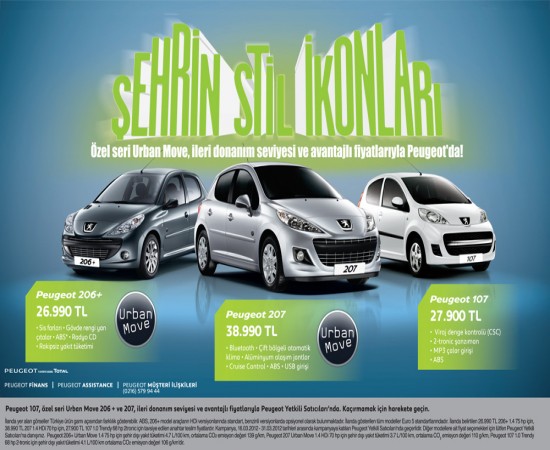 ŞEHRİN STİL İKONLARI
Özel seri Urban Move, ileri donanım seviyesi ve avantajlı fiyatlarıyla Peugeot'da!
206+
207
107
Peugeot 206+
26.990 TL
• Sis farları • Gövde rengi yan
çıtalar • ABS* • Radyo CD
• Rakipsiz yakıt tüketimi
Urban
Move
Peugeot 207
38.990 TL
• Bluetooth • Çift bölgeli otomatik
klima • Alüminyum alaşım jantlar
• Cruise Control • ABS • USB girişi
Urban
Move
Peugeot 107
27.900 TL
• Viraj denge kontrolü (CSC)
• 2-tronic şanzıman
• MP3 çalar girişi
• ABS
PEUGEOT TOTAL
PEUGEOT FİNANS | PEUGEOT ASSISTANCE | PEUGEOT MÜŞTERİ İLİŞKİLERİ
(0216) 579 94 44
Peugeot 107, özel seri Urban Move 206 + ve 207, ileri donanım seviyesi ve avantajlı fiyatlarıyla Peugeot Yetkili Satıcıları'nda. Kaçırmamak için harekete geçin.